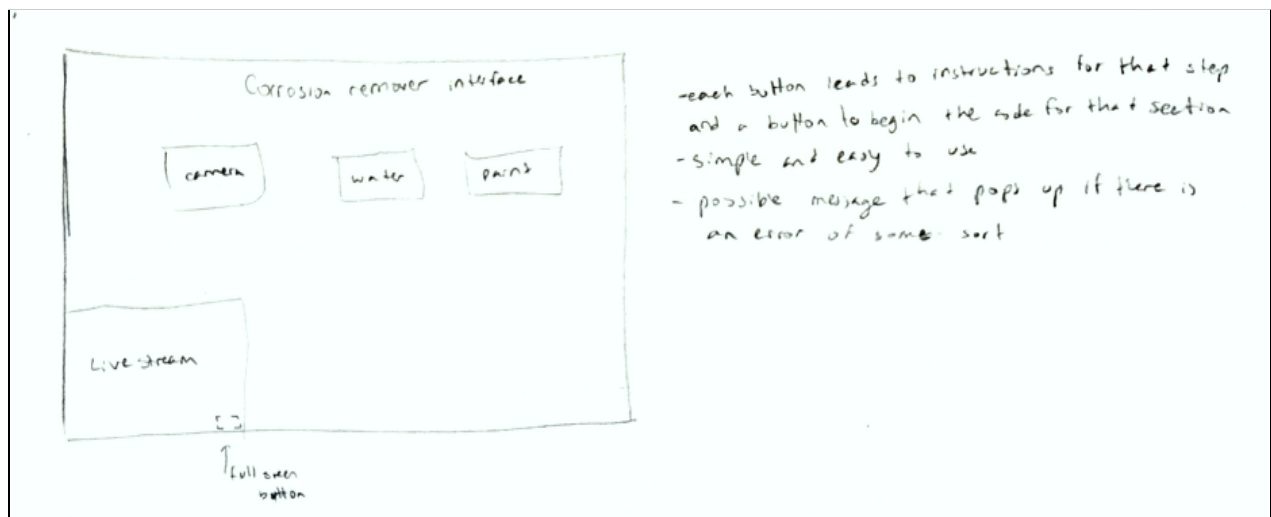 Corrosion remover interface
camera
water
paint
Live stream
full sreen
button
-each button leads to instructions for that step
and a button to begin the code for that section
-simple and easy to use
- possible message that pops up if there is
an error of some sort